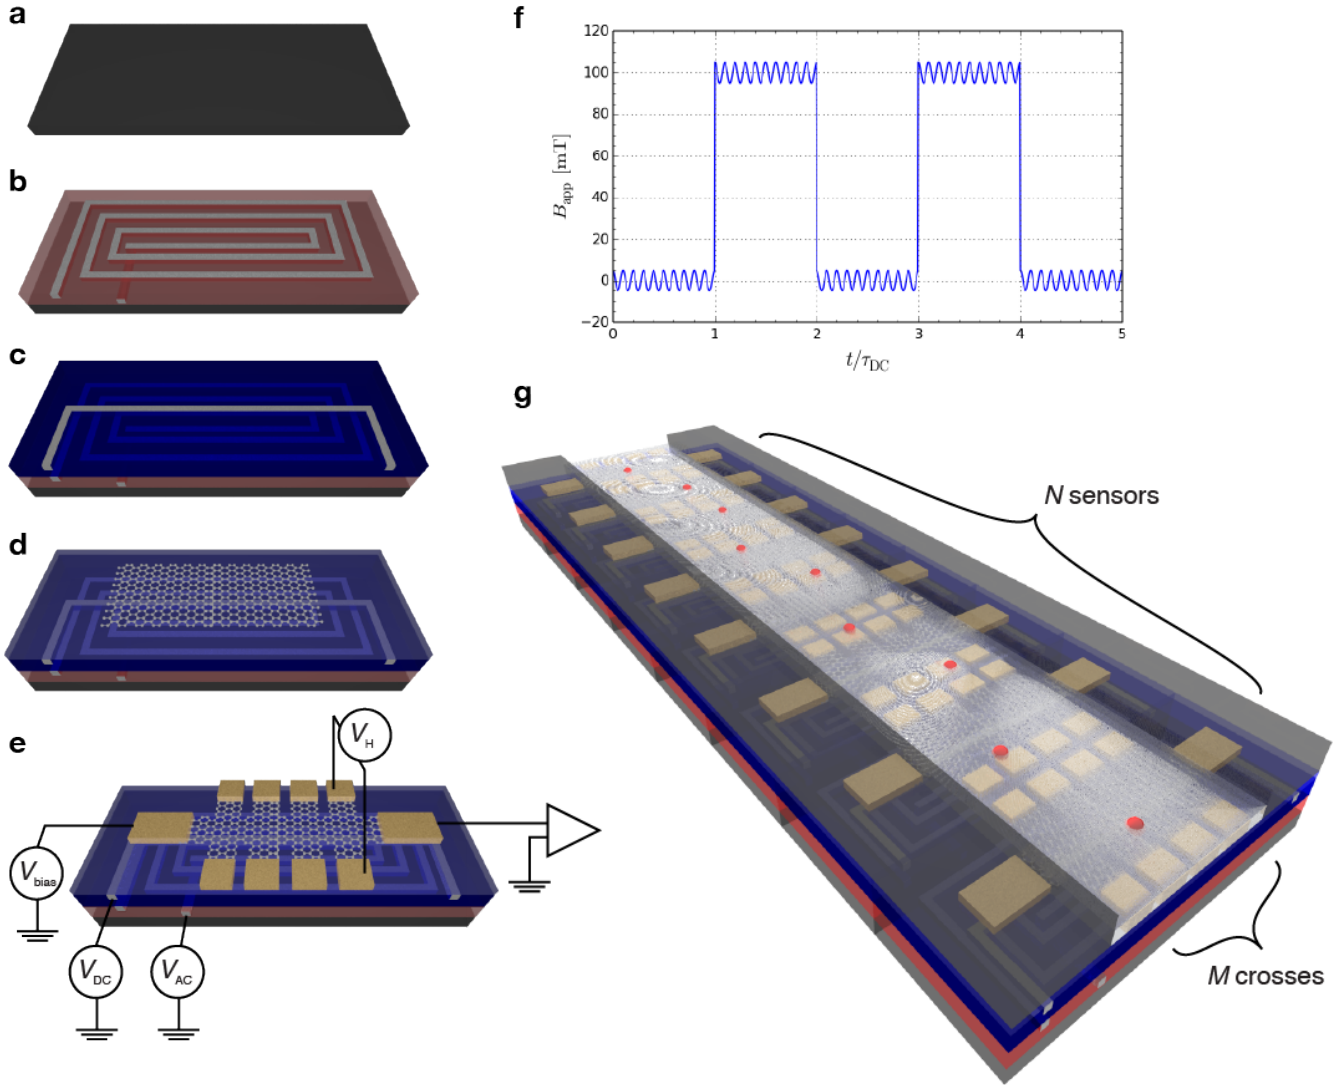 a
b
c
d
e
V_H
V_bias
V_DC
V_AC
f
120
100
80
60
40
20
0
−20
B_app [mT]
0 1 2 3 4 5
t/τ_DC
g
N sensors
M crosses